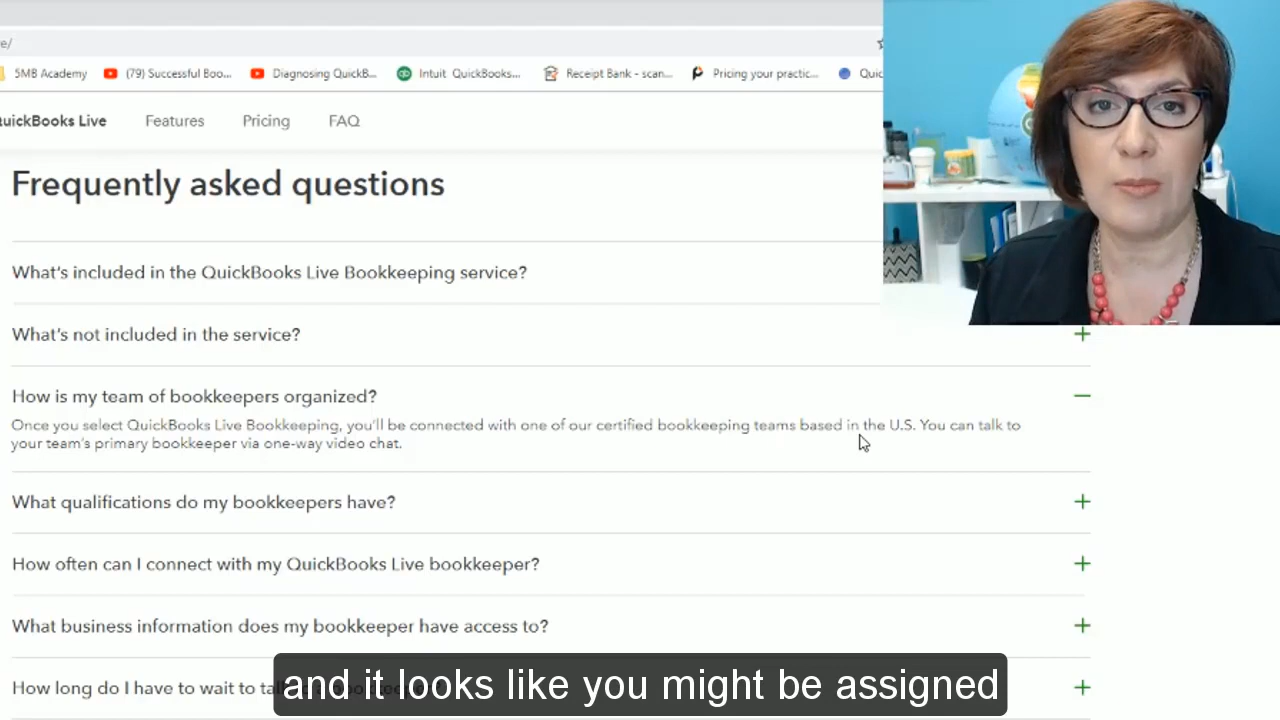 e/
5MB Academy (79) Successful Boo... Diagnosing QuickB... Intuit QuickBooks... Receipt Bank - scan... Pricing your practic... Quic
uickBooks Live Features Pricing FAQ
Frequently asked questions
What's included in the QuickBooks Live Bookkeeping service?
What's not included in the service?
How is my team of bookkeepers organized?
Once you select QuickBooks Live Bookkeeping, you'll be connected with one of our certified bookkeeping teams based in the U.S. You can talk to
your team's primary bookkeeper via one-way video chat.
What qualifications do my bookkeepers have?
How often can I connect with my QuickBooks Live bookkeeper?
What business information does my bookkeeper have access to?
How long do I have to wait to
and it looks like you might be assigned